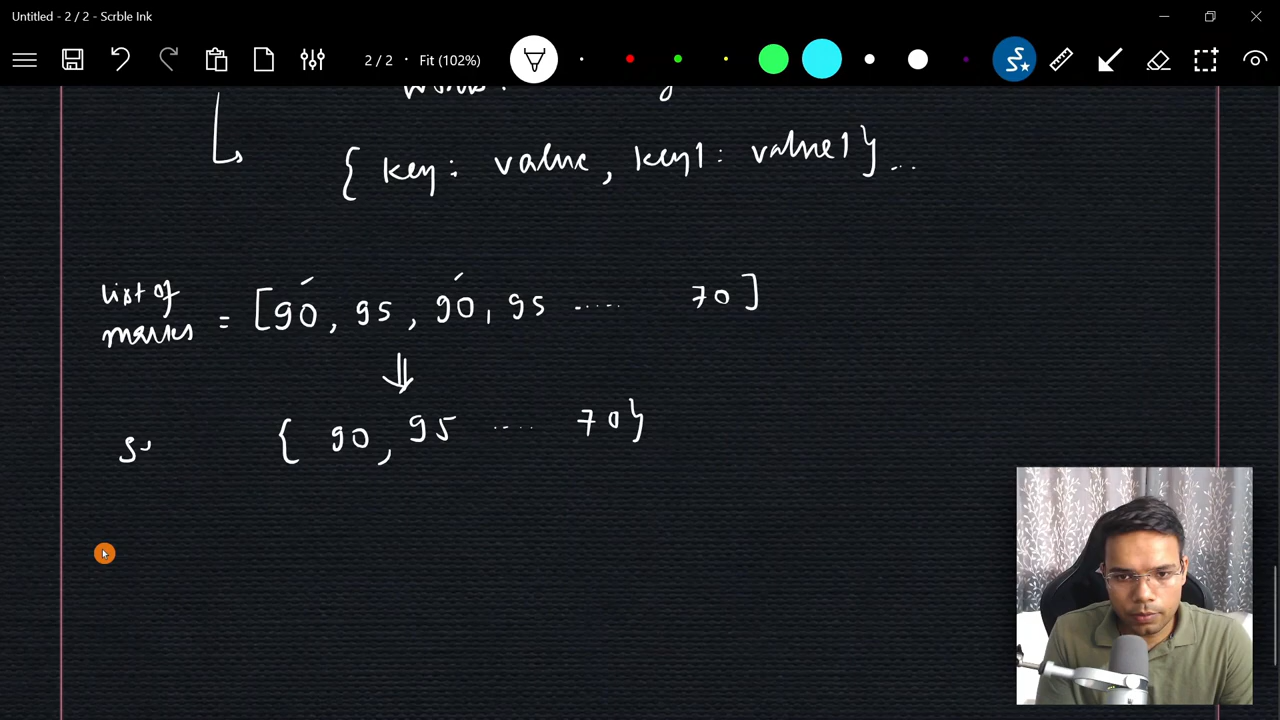 Untitled - 2 / 2 - Scrble Ink
2 / 2 · Fit (102%)
{ key: value, key1: value1} ...
list of
marks = [90, 95, 90, 95 ..... 70]
{ 90, 95 .... 70}